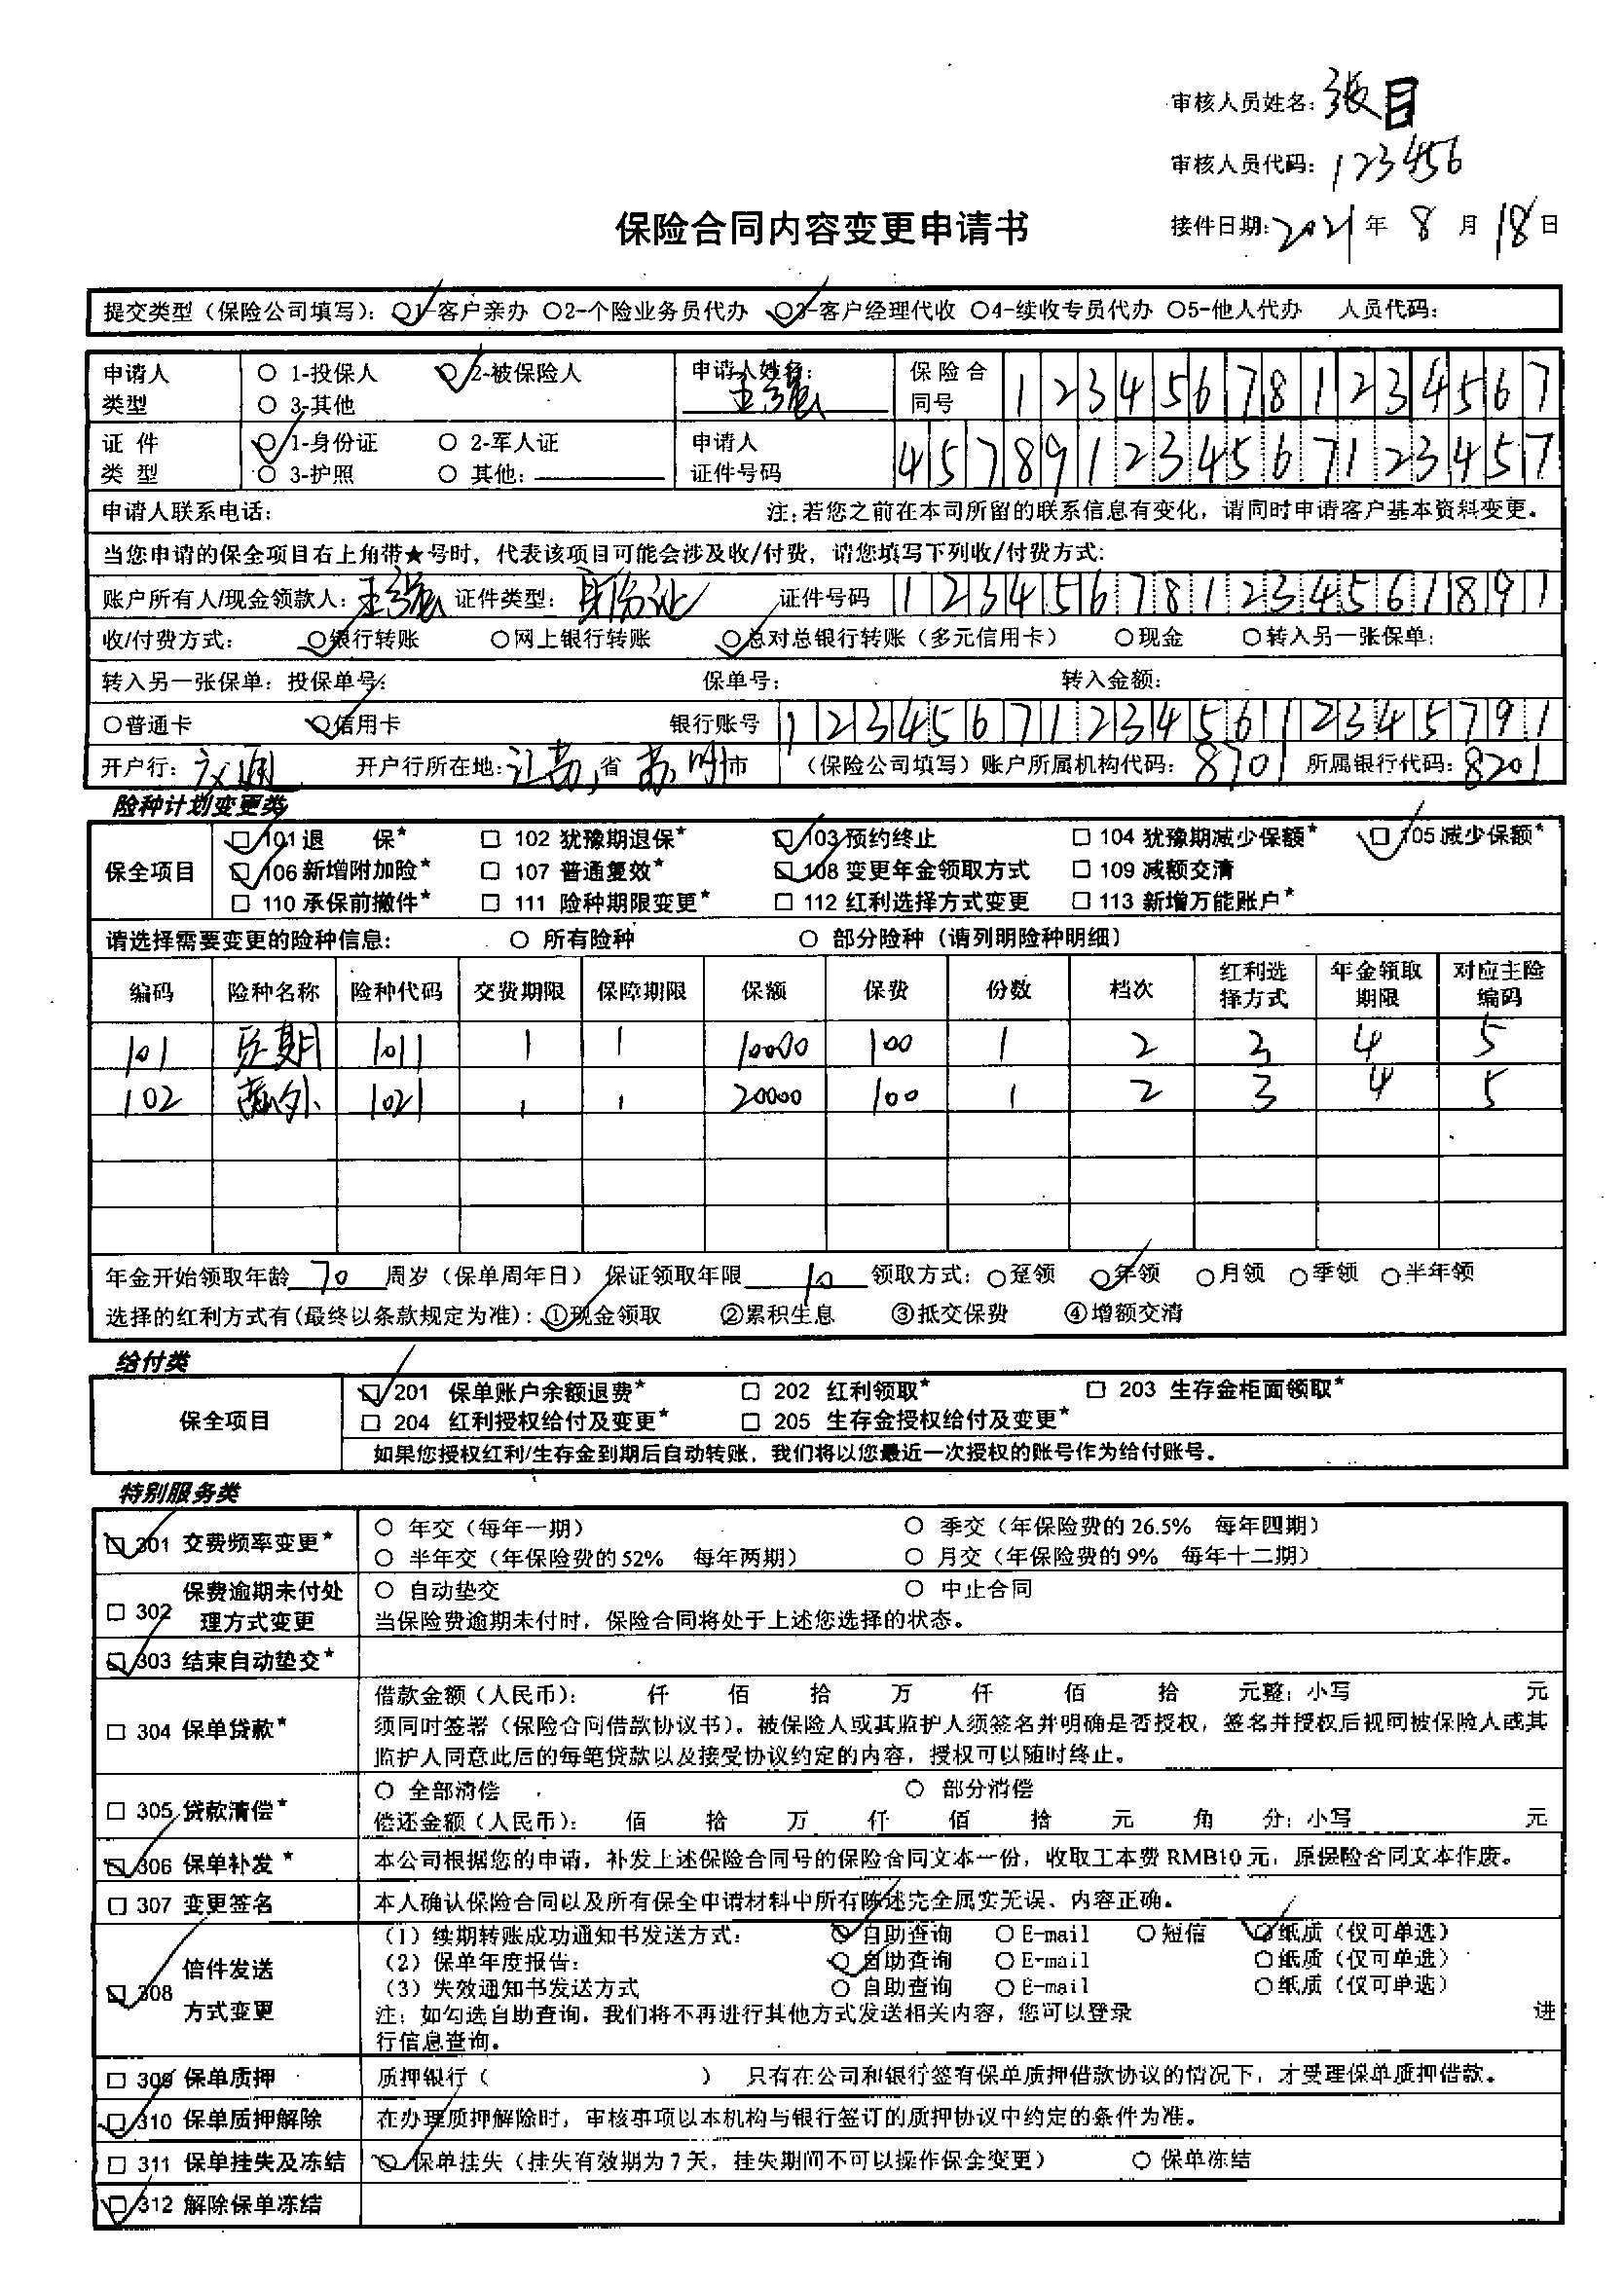 审核人员姓名：张目
审核人员代码：123456
保险合同内容变更申请书
接件日期：2021年8月18日
提交类型（保险公司填写）：○1-客户亲办 ○2-个险业务员代办 ○3-客户经理代收 ○4-续收专员代办 ○5-他人代办 人员代码：
申请人类型 ○ 1-投保人 ○ 2-被保险人 申请人姓名：王强 保险合同号 123456781234567
○ 3-其他
证件类型 ○ 1-身份证 ○ 2-军人证 申请人证件号码 457891234567123457
○ 3-护照 ○ 其他：
申请人联系电话： 注：若您之前在本司所留的联系信息有变化，请同时申请客户基本资料变更。
当您申请的保全项目右上角带★号时，代表该项目可能会涉及收/付费，请您填写下列收/付费方式：
账户所有人/现金领款人：王强 证件类型：身份证 证件号码 123456781234561891
收/付费方式： ○银行转账 ○网上银行转账 ○总对总银行转账（多元信用卡） ○现金 ○转入另一张保单：
转入另一张保单：投保单号： 保单号： 转入金额：
○普通卡 ○信用卡 银行账号 123456712345612345791
开户行：交通 开户行所在地：江苏省 苏州市 （保险公司填写）账户所属机构代码：8701 所属银行代码：8201
险种计划变更类
保全项目
□ 101 退 保★ □ 102 犹豫期退保★ □ 103 预约终止 □ 104 犹豫期减少保额★ □ 105 减少保额★
□ 106 新增附加险★ □ 107 普通复效★ □ 108 变更年金领取方式 □ 109 减额交清
□ 110 承保前撤件★ □ 111 险种期限变更★ □ 112 红利选择方式变更 □ 113 新增万能账户★
请选择需要变更的险种信息： ○ 所有险种 ○ 部分险种（请列明险种明细）
编码 险种名称 险种代码 交费期限 保障期限 保额 保费 份数 档次 红利选择方式 年金领取期限 对应主险编码
101 定期 1011 1 1 10000 100 1 2 3 4 5
102 意外 1021 1 1 20000 100 1 2 3 4 5
年金开始领取年龄 70 周岁（保单周年日） 保证领取年限 10 领取方式：○趸领 ○年领 ○月领 ○季领 ○半年领
选择的红利方式有(最终以条款规定为准)：①现金领取 ②累积生息 ③抵交保费 ④增额交清
给付类
保全项目
□ 201 保单账户余额退费★ □ 202 红利领取★ □ 203 生存金柜面领取★
□ 204 红利授权给付及变更★ □ 205 生存金授权给付及变更★
如果您授权红利/生存金到期后自动转账，我们将以您最近一次授权的账号作为给付账号。
特别服务类
□ 301 交费频率变更★
○ 年交（每年一期） ○ 季交（年保险费的 26.5% 每年四期）
○ 半年交（年保险费的 52% 每年两期） ○ 月交（年保险费的 9% 每年十二期）
□ 302 保费逾期未付处理方式变更
○ 自动垫交 ○ 中止合同
当保险费逾期未付时，保险合同将处于上述您选择的状态。
□ 303 结束自动垫交★
□ 304 保单贷款★
借款金额（人民币）： 仟 佰 拾 万 仟 佰 拾 元整；小写 元
须同时签署（保险合同借款协议书）。被保险人或其监护人须签名并明确是否授权，签名并授权后视同被保险人或其
监护人同意此后的每笔贷款以及接受协议约定的内容，授权可以随时终止。
□ 305 贷款清偿★
○ 全部清偿 ○ 部分清偿
偿还金额（人民币）： 佰 拾 万 仟 佰 拾 元 角 分；小写 元
□ 306 保单补发★ 本公司根据您的申请，补发上述保险合同号的保险合同文本一份，收取工本费 RMB10 元，原保险合同文本作废。
□ 307 变更签名 本人确认保险合同以及所有保全申请材料中所有陈述完全属实无误、内容正确。
□ 308 信件发送方式变更
（1）续期转账成功通知书发送方式： ○ 自助查询 ○ E-mail ○ 短信 ○纸质（仅可单选）
（2）保单年度报告： ○ 自助查询 ○ E-mail ○纸质（仅可单选）
（3）失效通知书发送方式 ○ 自助查询 ○ E-mail ○纸质（仅可单选）
注：如勾选自助查询，我们将不再进行其他方式发送相关内容，您可以登录 进
行信息查询。
□ 309 保单质押 质押银行（ ） 只有在公司和银行签有保单质押借款协议的情况下，才受理保单质押借款。
□ 310 保单质押解除 在办理质押解除时，审核事项以本机构与银行签订的质押协议中约定的条件为准。
□ 311 保单挂失及冻结 ○ 保单挂失（挂失有效期为 7 天，挂失期间不可以操作保全变更） ○ 保单冻结
□ 312 解除保单冻结